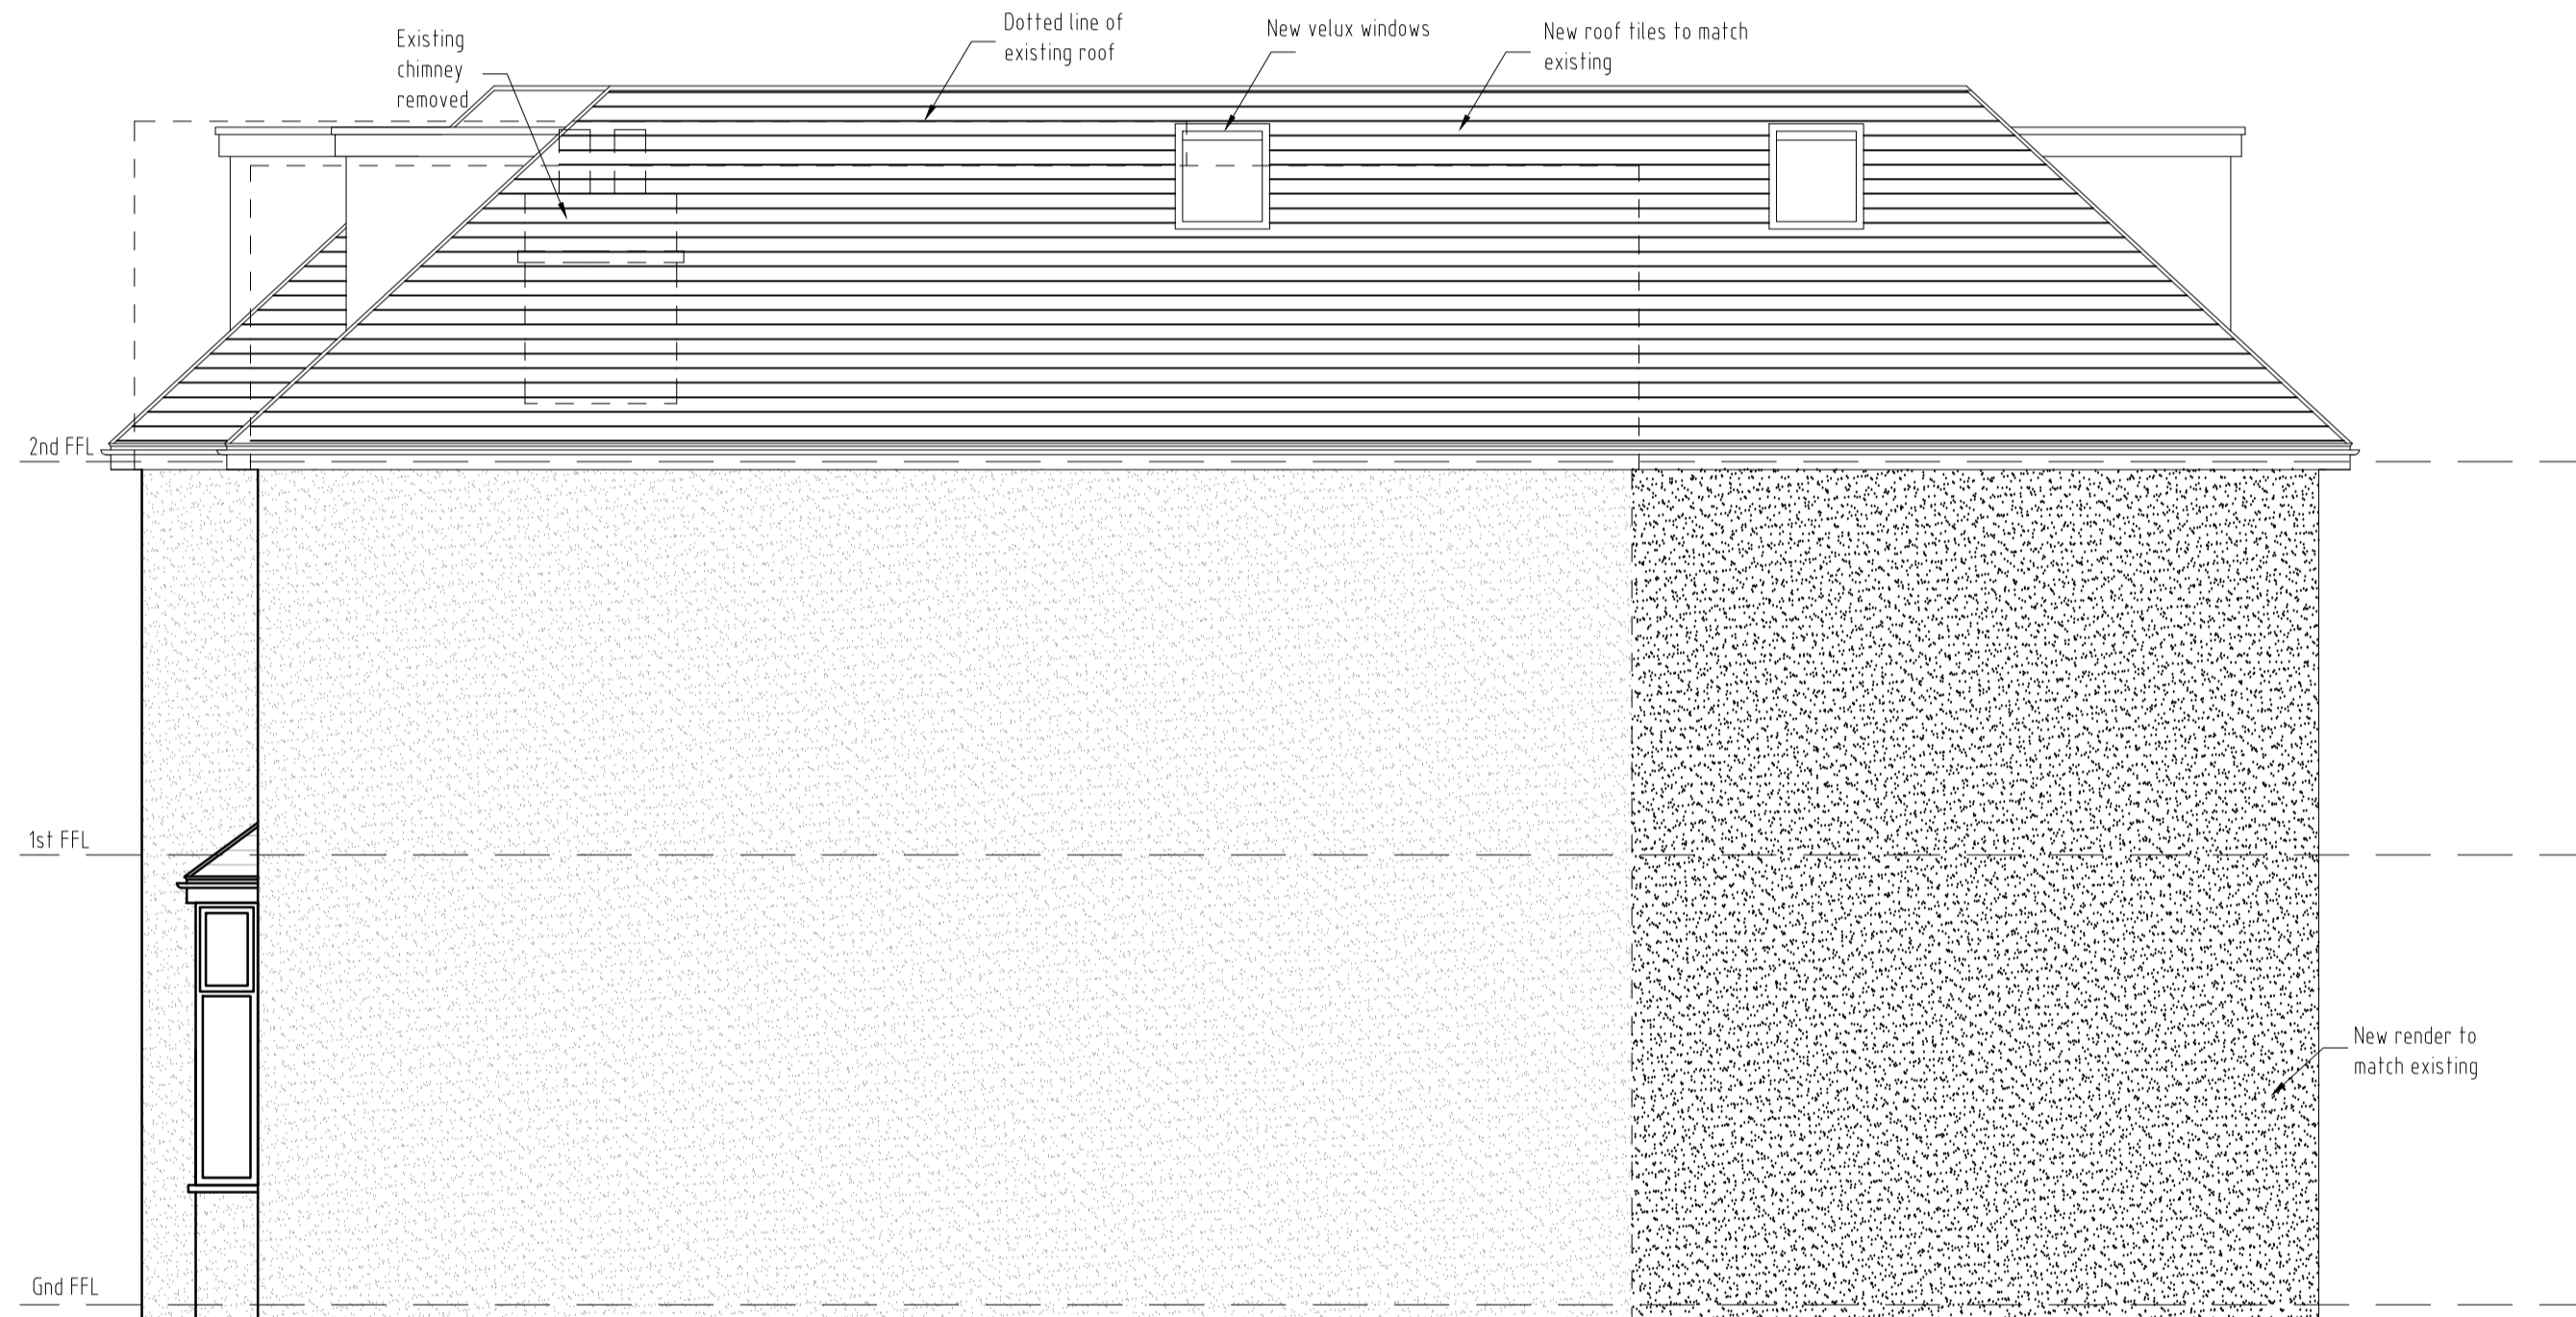 Existing
chimney
removed
Dotted line of
existing roof
New velux windows
New roof tiles to match
existing
2nd FFL
1st FFL
New render to
match existing
Gnd FFL